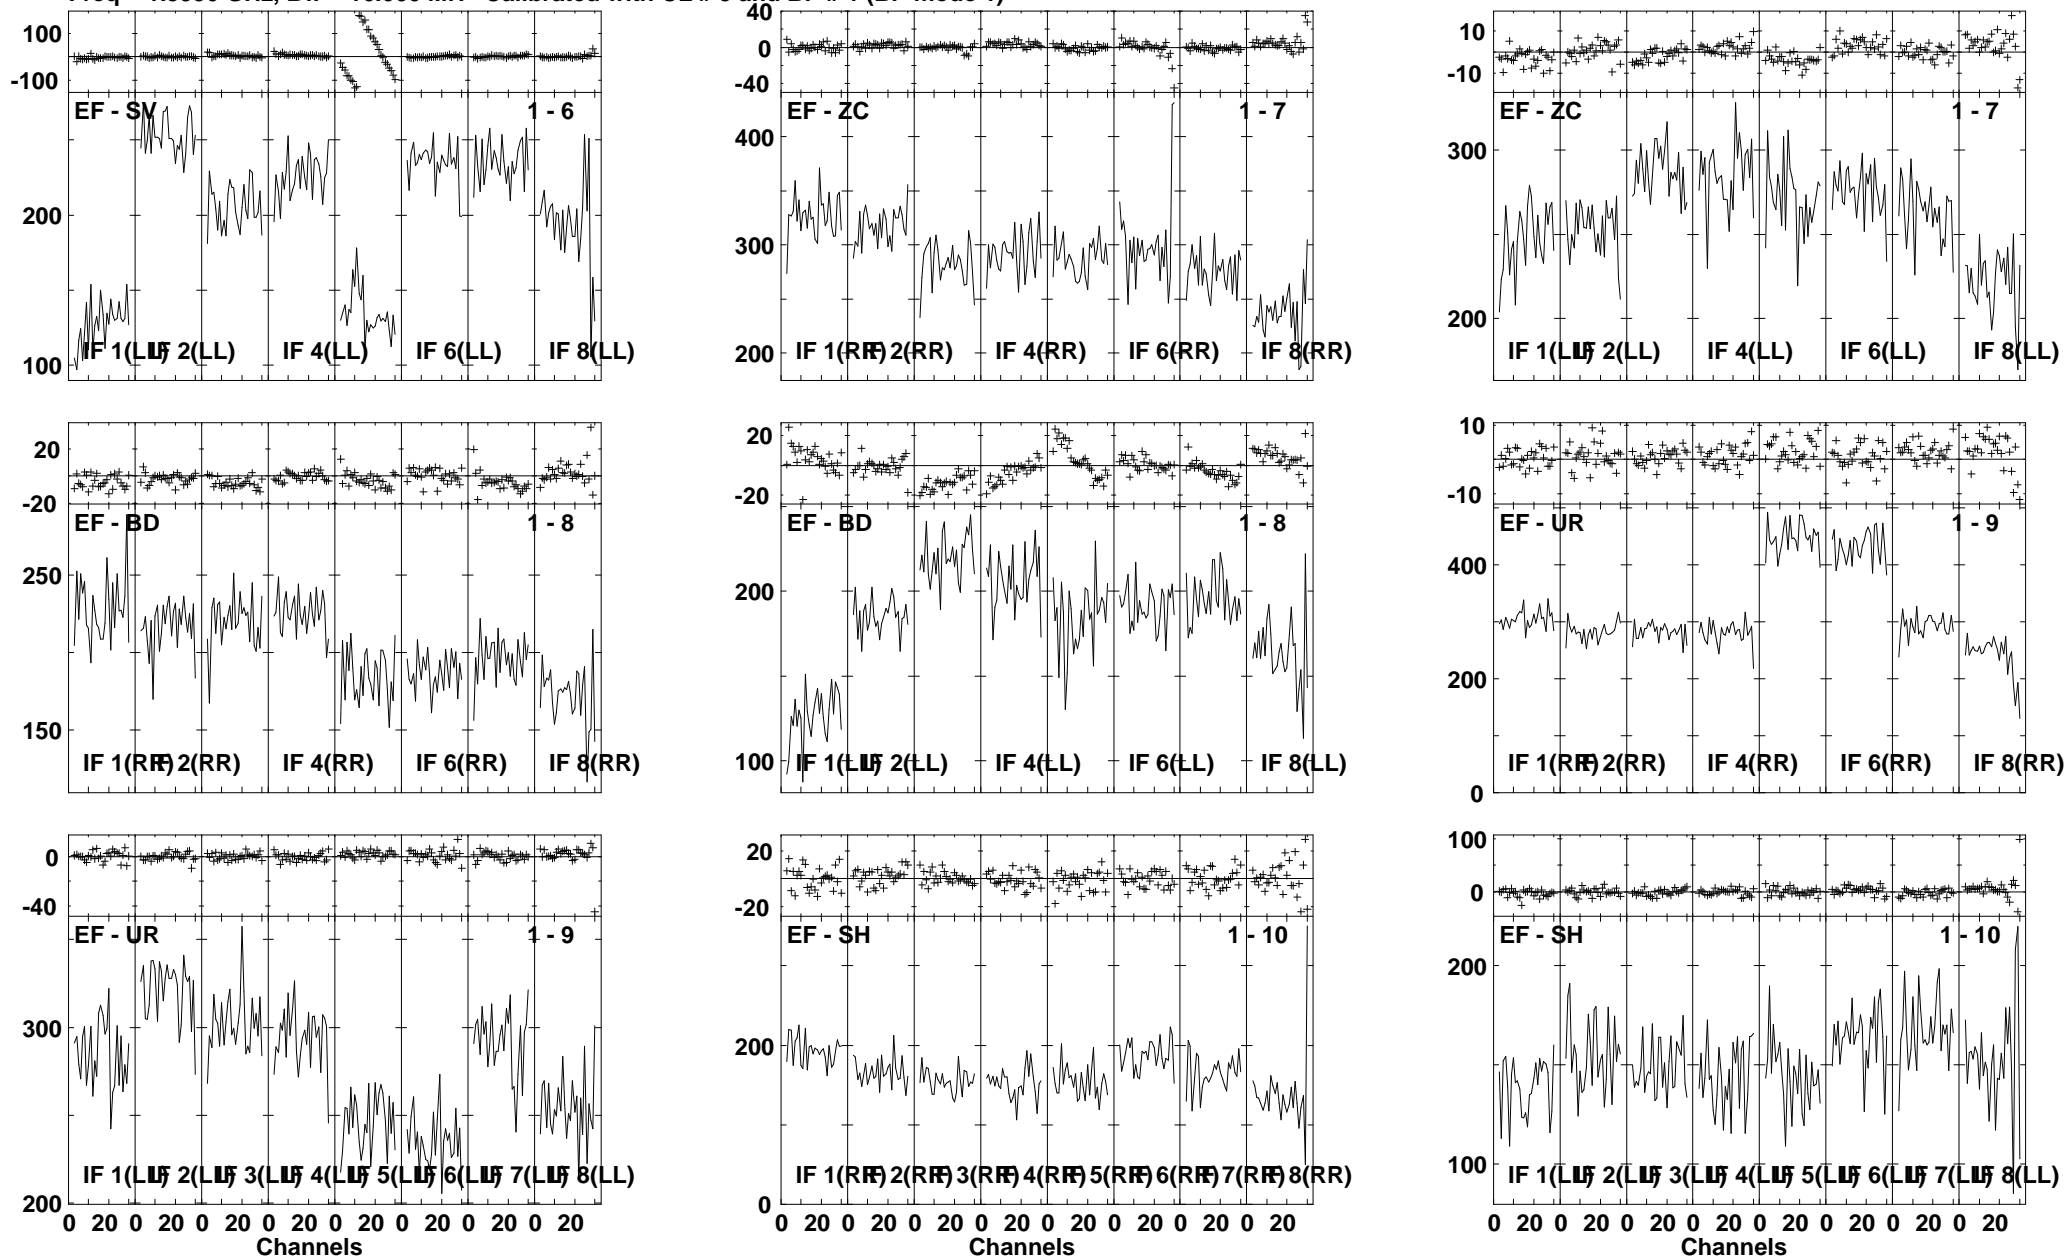 100
-100
EF - SV 1 - 6
200
100
IF 1(LL) IF 2(LL) IF 4(LL) IF 6(LL) IF 8(LL)
40
0
-40
EF - ZC 1 - 7
400
300
200
IF 1(RR) IF 2(RR) IF 4(RR) IF 6(RR) IF 8(RR)
10
-10
EF - ZC 1 - 7
300
200
IF 1(LL) IF 2(LL) IF 4(LL) IF 6(LL) IF 8(LL)
20
-20
EF - BD 1 - 8
250
150
IF 1(RR) IF 2(RR) IF 4(RR) IF 6(RR) IF 8(RR)
20
-20
EF - BD 1 - 8
200
100
IF 1(LL) IF 2(LL) IF 4(LL) IF 6(LL) IF 8(LL)
10
-10
EF - UR 1 - 9
400
200
0
IF 1(RR) IF 2(RR) IF 4(RR) IF 6(RR) IF 8(RR)
0
-40
EF - UR 1 - 9
300
200
IF 1(LL) IF 2(LL) IF 3(LL) IF 4(LL) IF 5(LL) IF 6(LL) IF 7(LL) IF 8(LL)
0 20 0 20 0 20 0 20 0 20 0 20 0 20 0 20
Channels
20
-20
EF - SH 1 - 10
200
0
IF 1(RR) IF 2(RR) IF 3(RR) IF 4(RR) IF 5(RR) IF 6(RR) IF 7(RR) IF 8(RR)
0 20 0 20 0 20 0 20 0 20 0 20 0 20 0 20
Channels
100
0
EF - SH 1 - 10
200
100
IF 1(LL) IF 2(LL) IF 3(LL) IF 4(LL) IF 5(LL) IF 6(LL) IF 7(LL) IF 8(LL)
0 20 0 20 0 20 0 20 0 20 0 20 0 20 0 20
Channels